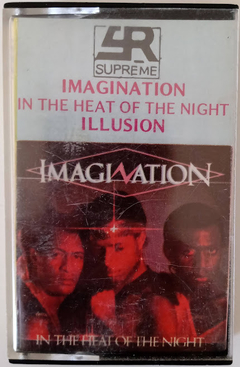 SR
SUPREME
IMAGINATION
IN THE HEAT OF THE NIGHT
ILLUSION
IMAGINATION
IN THE HEAT OF THE NIGHT